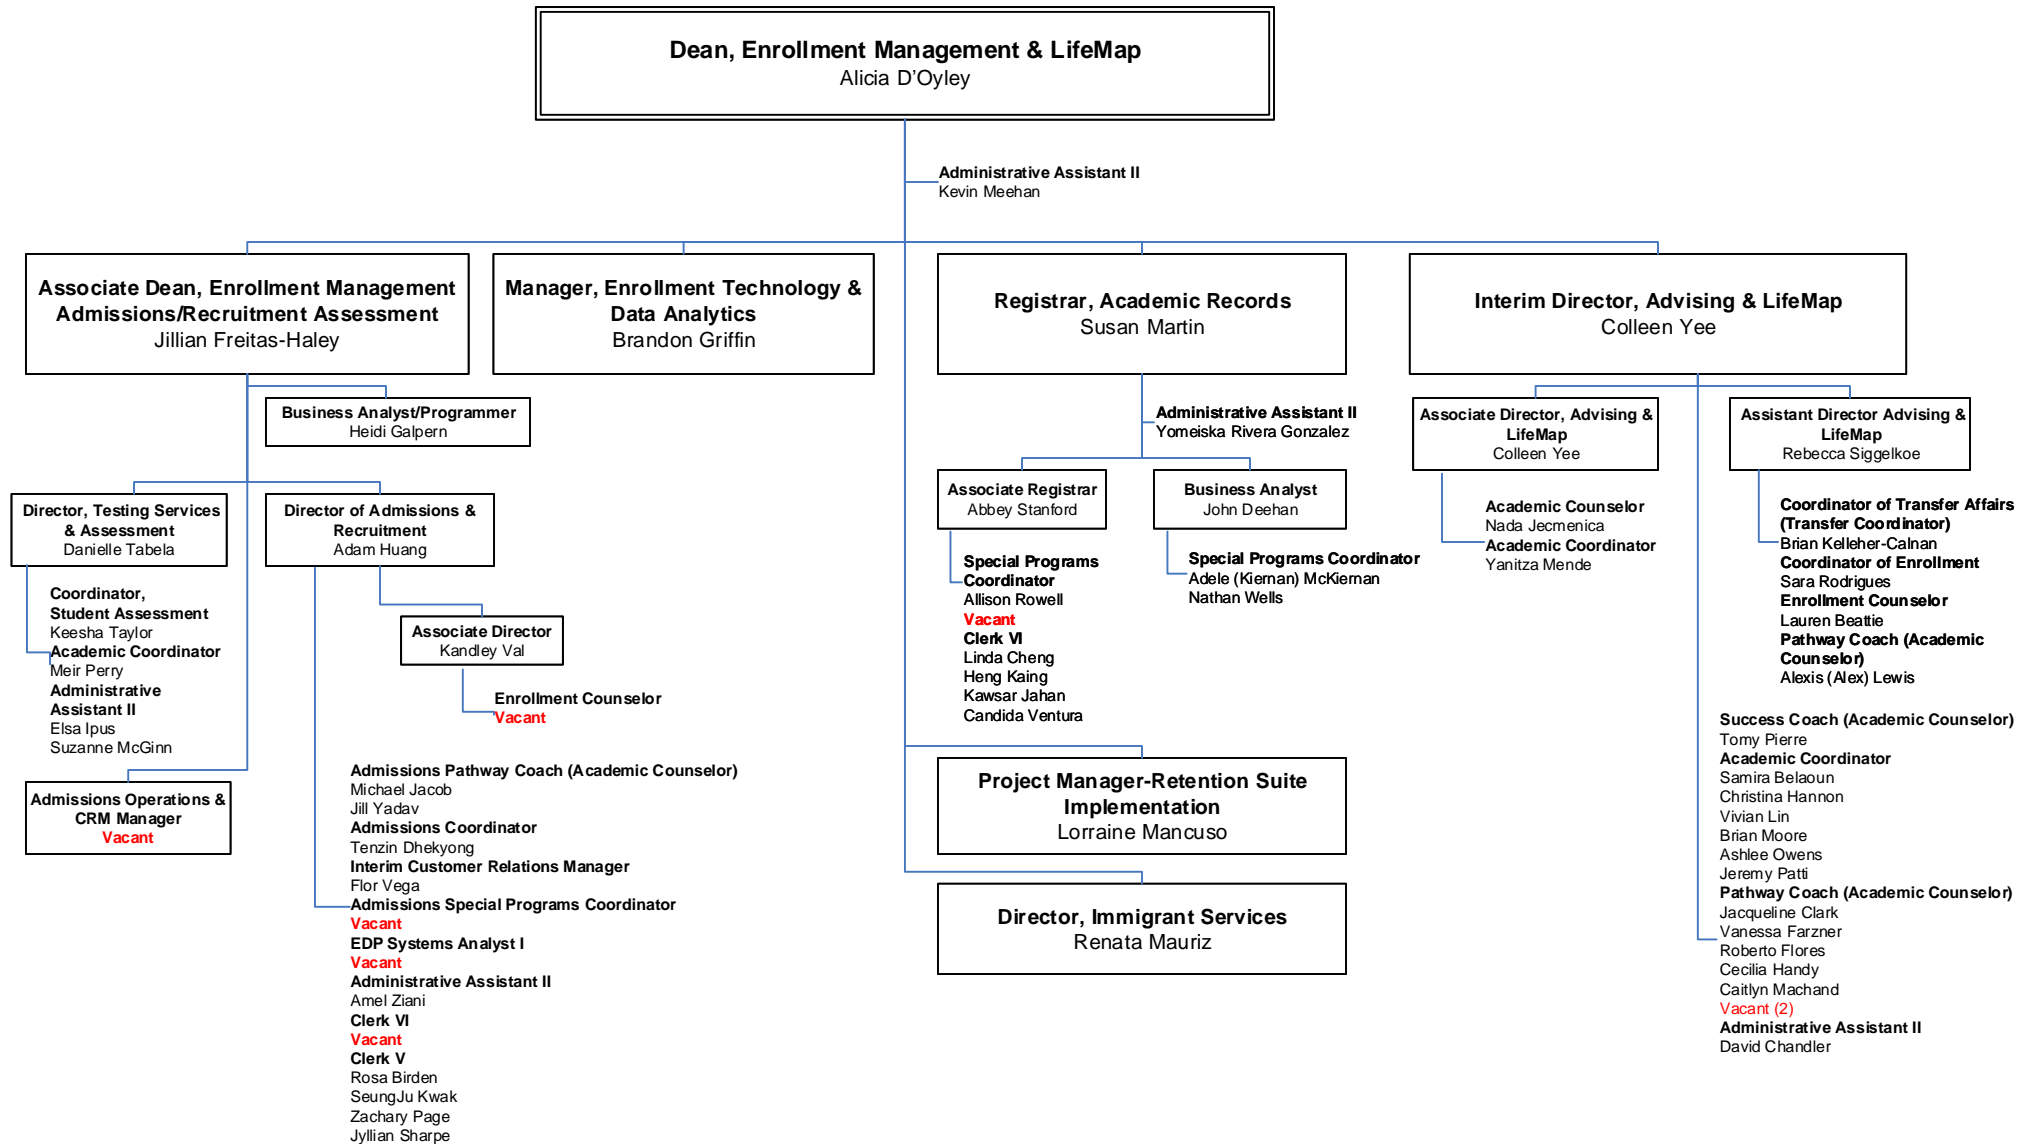 Dean, Enrollment Management & LifeMap
Alicia D'Oyley
Administrative Assistant II
Kevin Meehan
Associate Dean, Enrollment Management
Admissions/Recruitment Assessment
Jillian Freitas-Haley
Manager, Enrollment Technology &
Data Analytics
Brandon Griffin
Registrar, Academic Records
Susan Martin
Interim Director, Advising & LifeMap
Colleen Yee
Business Analyst/Programmer
Heidi Galpern
Director, Testing Services
& Assessment
Danielle Tabela
Coordinator,
Student Assessment
Keesha Taylor
Academic Coordinator
Meir Perry
Administrative
Assistant II
Elsa Ipus
Suzanne McGinn
Admissions Operations &
CRM Manager
Vacant
Director of Admissions &
Recruitment
Adam Huang
Associate Director
Kandley Val
Enrollment Counselor
Vacant
Admissions Pathway Coach (Academic Counselor)
Michael Jacob
Jill Yadav
Admissions Coordinator
Tenzin Dhekyong
Interim Customer Relations Manager
Flor Vega
Admissions Special Programs Coordinator
Vacant
EDP Systems Analyst I
Vacant
Administrative Assistant II
Amel Ziani
Clerk VI
Vacant
Clerk V
Rosa Birden
SeungJu Kwak
Zachary Page
Jyllian Sharpe
Administrative Assistant II
Yomeiska Rivera Gonzalez
Associate Registrar
Abbey Stanford
Special Programs
Coordinator
Allison Rowell
Vacant
Clerk VI
Linda Cheng
Heng Kaing
Kawsar Jahan
Candida Ventura
Business Analyst
John Deehan
Special Programs Coordinator
Adele (Kiernan) McKiernan
Nathan Wells
Project Manager-Retention Suite
Implementation
Lorraine Mancuso
Director, Immigrant Services
Renata Mauriz
Associate Director, Advising &
LifeMap
Colleen Yee
Academic Counselor
Nada Jecmenica
Academic Coordinator
Yanitza Mende
Assistant Director Advising &
LifeMap
Rebecca Siggelkoe
Coordinator of Transfer Affairs
(Transfer Coordinator)
Brian Kelleher-Calnan
Coordinator of Enrollment
Sara Rodrigues
Enrollment Counselor
Lauren Beattie
Pathway Coach (Academic
Counselor)
Alexis (Alex) Lewis
Success Coach (Academic Counselor)
Tomy Pierre
Academic Coordinator
Samira Belaoun
Christina Hannon
Vivian Lin
Brian Moore
Ashlee Owens
Jeremy Patti
Pathway Coach (Academic Counselor)
Jacqueline Clark
Vanessa Farzner
Roberto Flores
Cecilia Handy
Caitlyn Machand
Vacant (2)
Administrative Assistant II
David Chandler